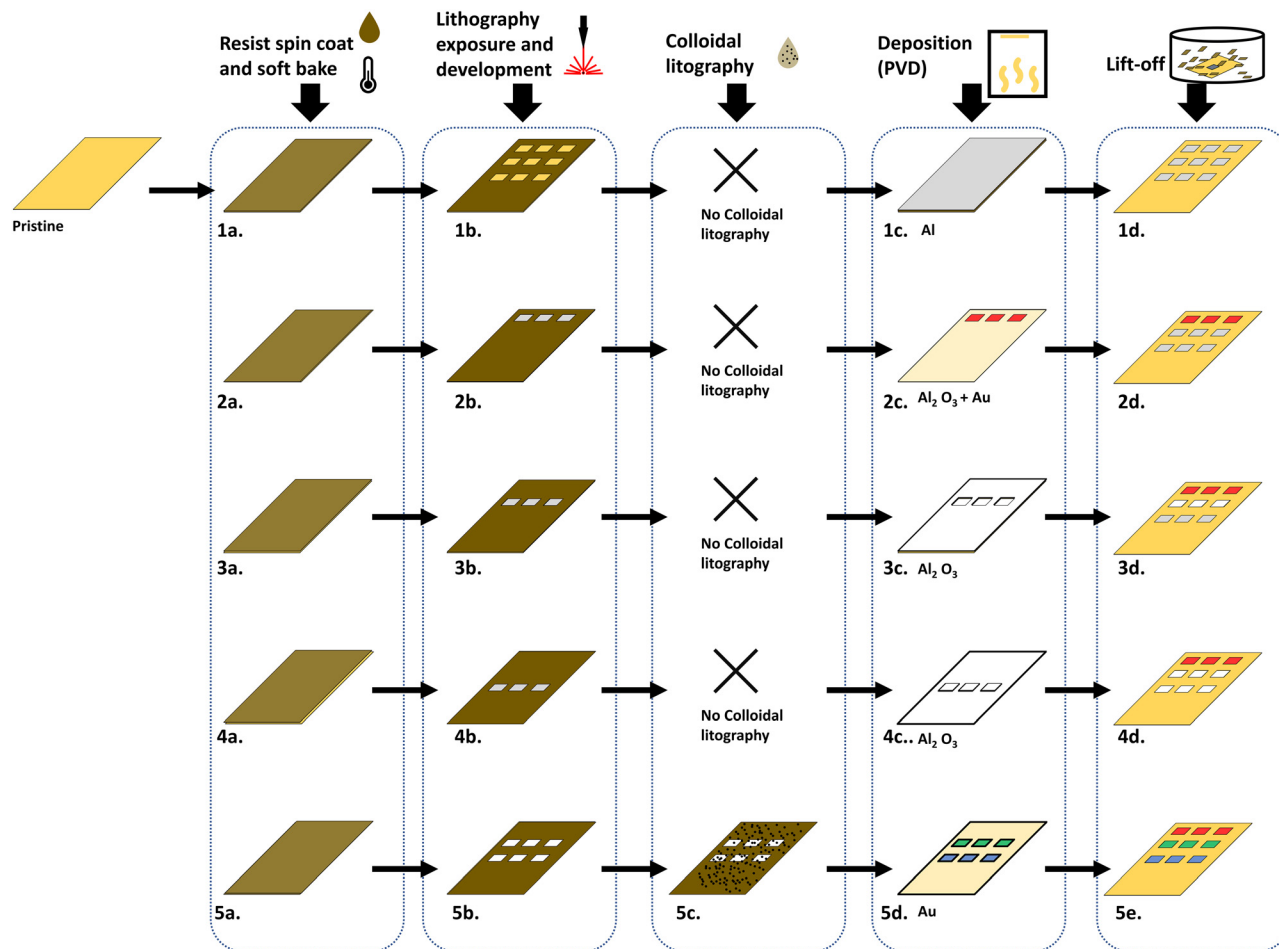 Resist spin coat
and soft bake
Lithography
exposure and
development
Colloidal
litography
Deposition
(PVD)
Lift-off
Pristine
1a.
1b.
No Colloidal
litography
1c. Al
1d.
2a.
2b.
No Colloidal
litography
2c. Al₂ O₃ + Au
2d.
3a.
3b.
No Colloidal
litography
3c. Al₂ O₃
3d.
4a.
4b.
No Colloidal
litography
4c.. Al₂ O₃
4d.
5a.
5b.
5c.
5d. Au
5e.